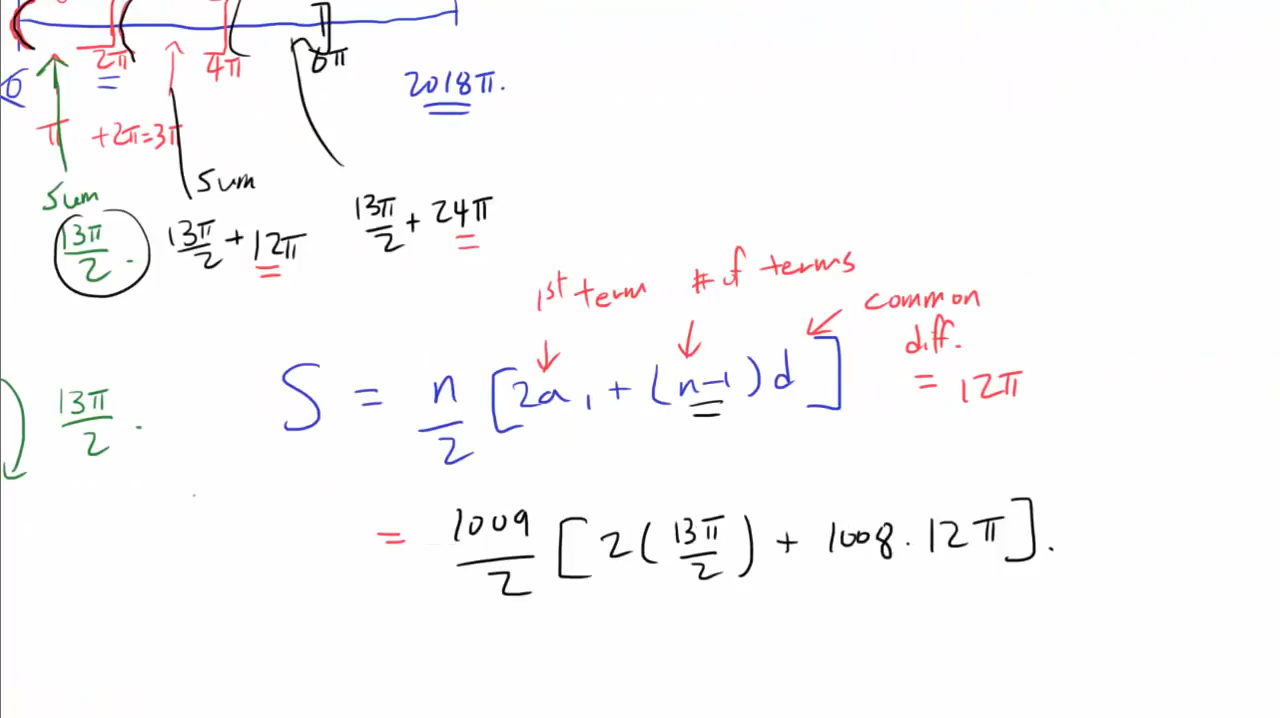 0 2π 4π 6π
2018π.
π +2π=3π
Sum Sum
13π/2 . 13π/2 + 12π 13π/2 + 24π
1st term # of terms common diff. = 12π
S = n/2 [2a₁ + (n-1)d]
13π/2 .
= 1009/2 [2(13π/2) + 1008·12π].